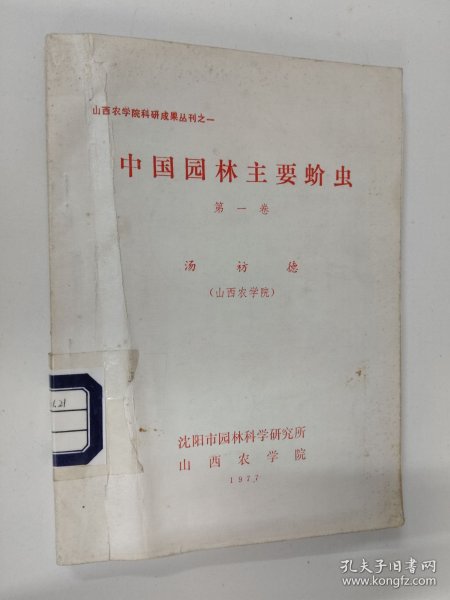 山西农学院科研成果丛刊之一
中国园林主要蚧虫
第一卷
汤祊德
(山西农学院)
沈阳市园林科学研究所
山西农学院
1977
孔夫子旧书网
www.kongfz.com